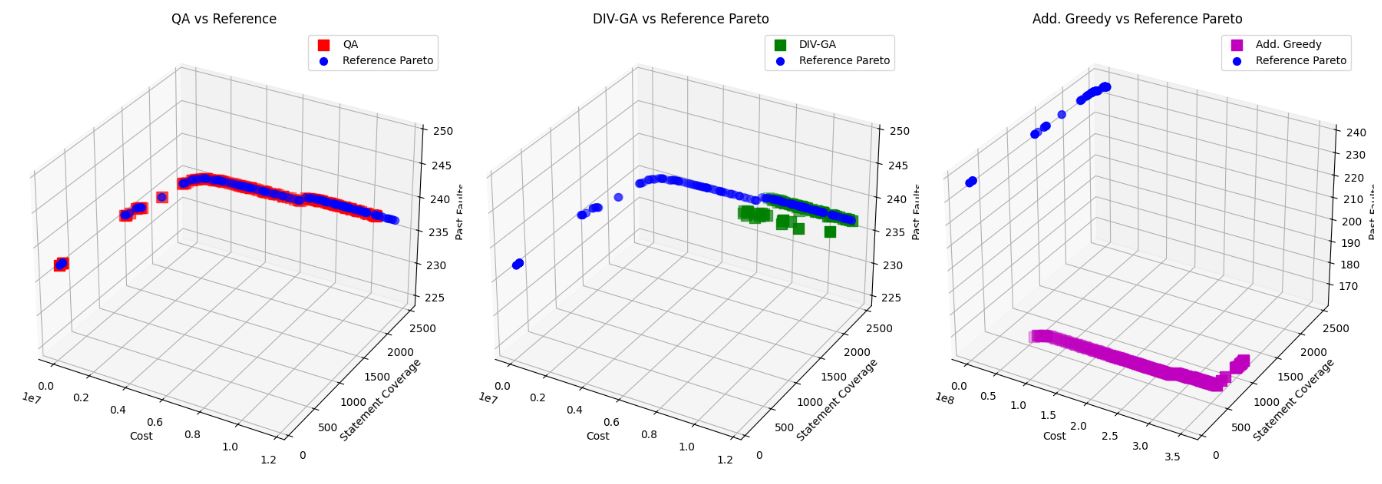 QA vs Reference
QA
Reference Pareto
250
245
240
235
230
225
2500
2000
1500
1000
500
0
0.0
0.2
0.4
0.6
0.8
1.0
1.2
1e7
Cost
Statement Coverage
Past Faults
DIV-GA vs Reference Pareto
DIV-GA
Reference Pareto
250
245
240
235
230
225
2500
2000
1500
1000
500
0
0.0
0.2
0.4
0.6
0.8
1.0
1.2
1e7
Cost
Statement Coverage
Past Faults
Add. Greedy vs Reference Pareto
Add. Greedy
Reference Pareto
240
230
220
210
200
190
180
170
2500
2000
1500
1000
500
0
0.0
0.5
1.0
1.5
2.0
2.5
3.0
3.5
1e8
Cost
Statement Coverage
Past Faults